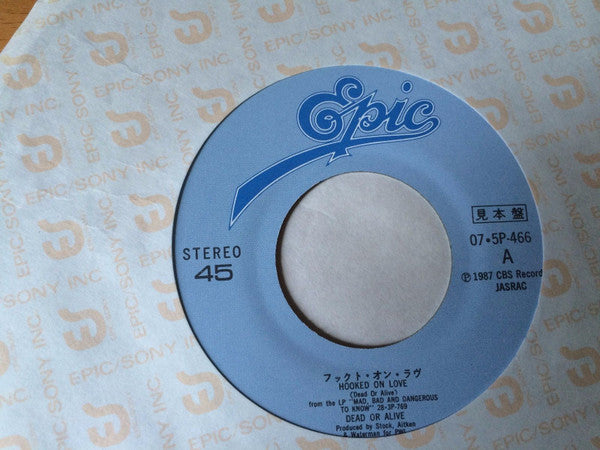 EPIC/SONY INC.
Epic
STEREO
45
見本盤
07・5P-466
A
Ⓟ 1987 CBS Record
JASRAC
フックト・オン・ラヴ
HOOKED ON LOVE
(Dead Or Alive)
from the LP "MAD, BAD AND DANGEROUS
TO KNOW" 28・3P-769
DEAD OR ALIVE
Produced by Stock, Aitken
& Waterman for PWL